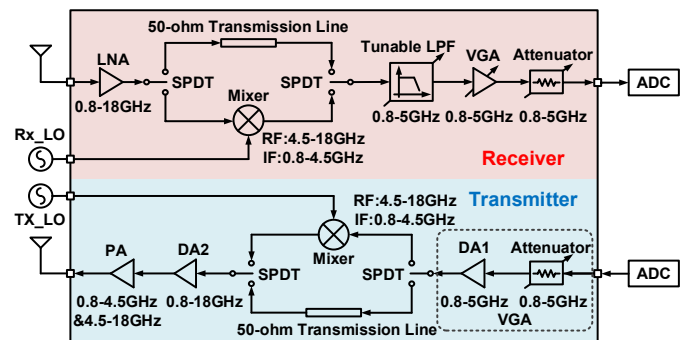 50-ohm Transmission Line
LNA
0.8-18GHz
SPDT
Mixer
SPDT
RF:4.5-18GHz
IF:0.8-4.5GHz
Tunable LPF
0.8-5GHz
VGA
0.8-5GHz
Attenuator
0.8-5GHz
ADC
Rx_LO
Receiver
TX_LO
Transmitter
RF:4.5-18GHz
IF:0.8-4.5GHz
PA
0.8-4.5GHz
&4.5-18GHz
DA2
0.8-18GHz
SPDT
Mixer
SPDT
50-ohm Transmission Line
DA1
0.8-5GHz
Attenuator
0.8-5GHz
VGA
ADC